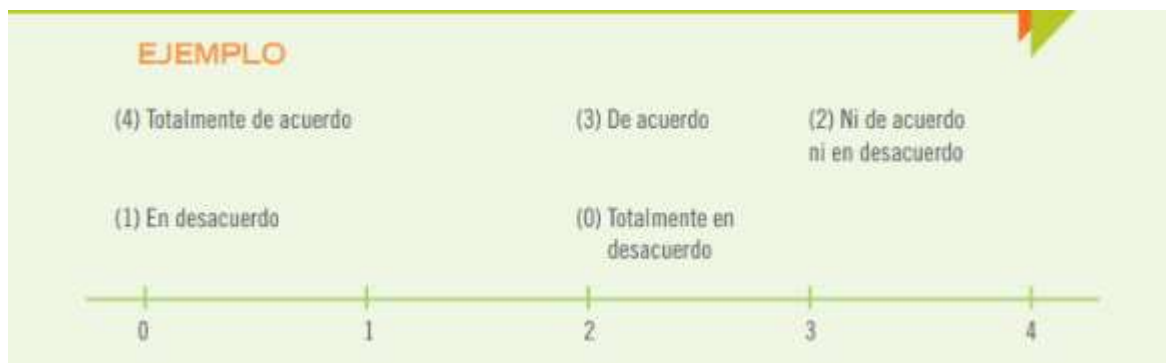 EJEMPLO
(4) Totalmente de acuerdo (3) De acuerdo (2) Ni de acuerdo
ni en desacuerdo
(1) En desacuerdo (0) Totalmente en
desacuerdo
0 1 2 3 4